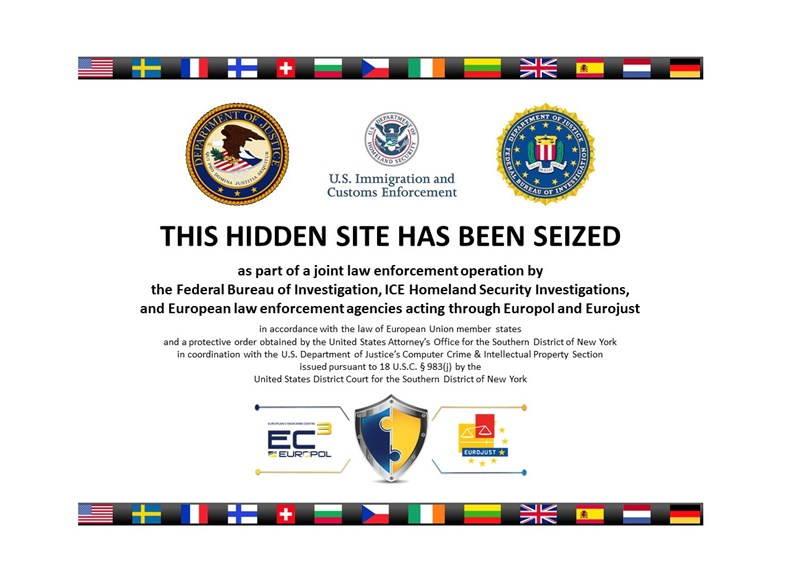 DEPARTMENT OF JUSTICE
QUI PRO DOMINA JUSTITIA SEQUITUR
U.S. DEPARTMENT OF
HOMELAND SECURITY
U.S. Immigration and
Customs Enforcement
DEPARTMENT OF JUSTICE
FEDERAL BUREAU OF INVESTIGATION
THIS HIDDEN SITE HAS BEEN SEIZED
as part of a joint law enforcement operation by
the Federal Bureau of Investigation, ICE Homeland Security Investigations,
and European law enforcement agencies acting through Europol and Eurojust
in accordance with the law of European Union member states
and a protective order obtained by the United States Attorney's Office for the Southern District of New York
in coordination with the U.S. Department of Justice's Computer Crime & Intellectual Property Section
issued pursuant to 18 U.S.C. § 983(j) by the
United States District Court for the Southern District of New York
EUROPEAN CYBERCRIME CENTRE
EC3
EUROPOL
EUROJUST